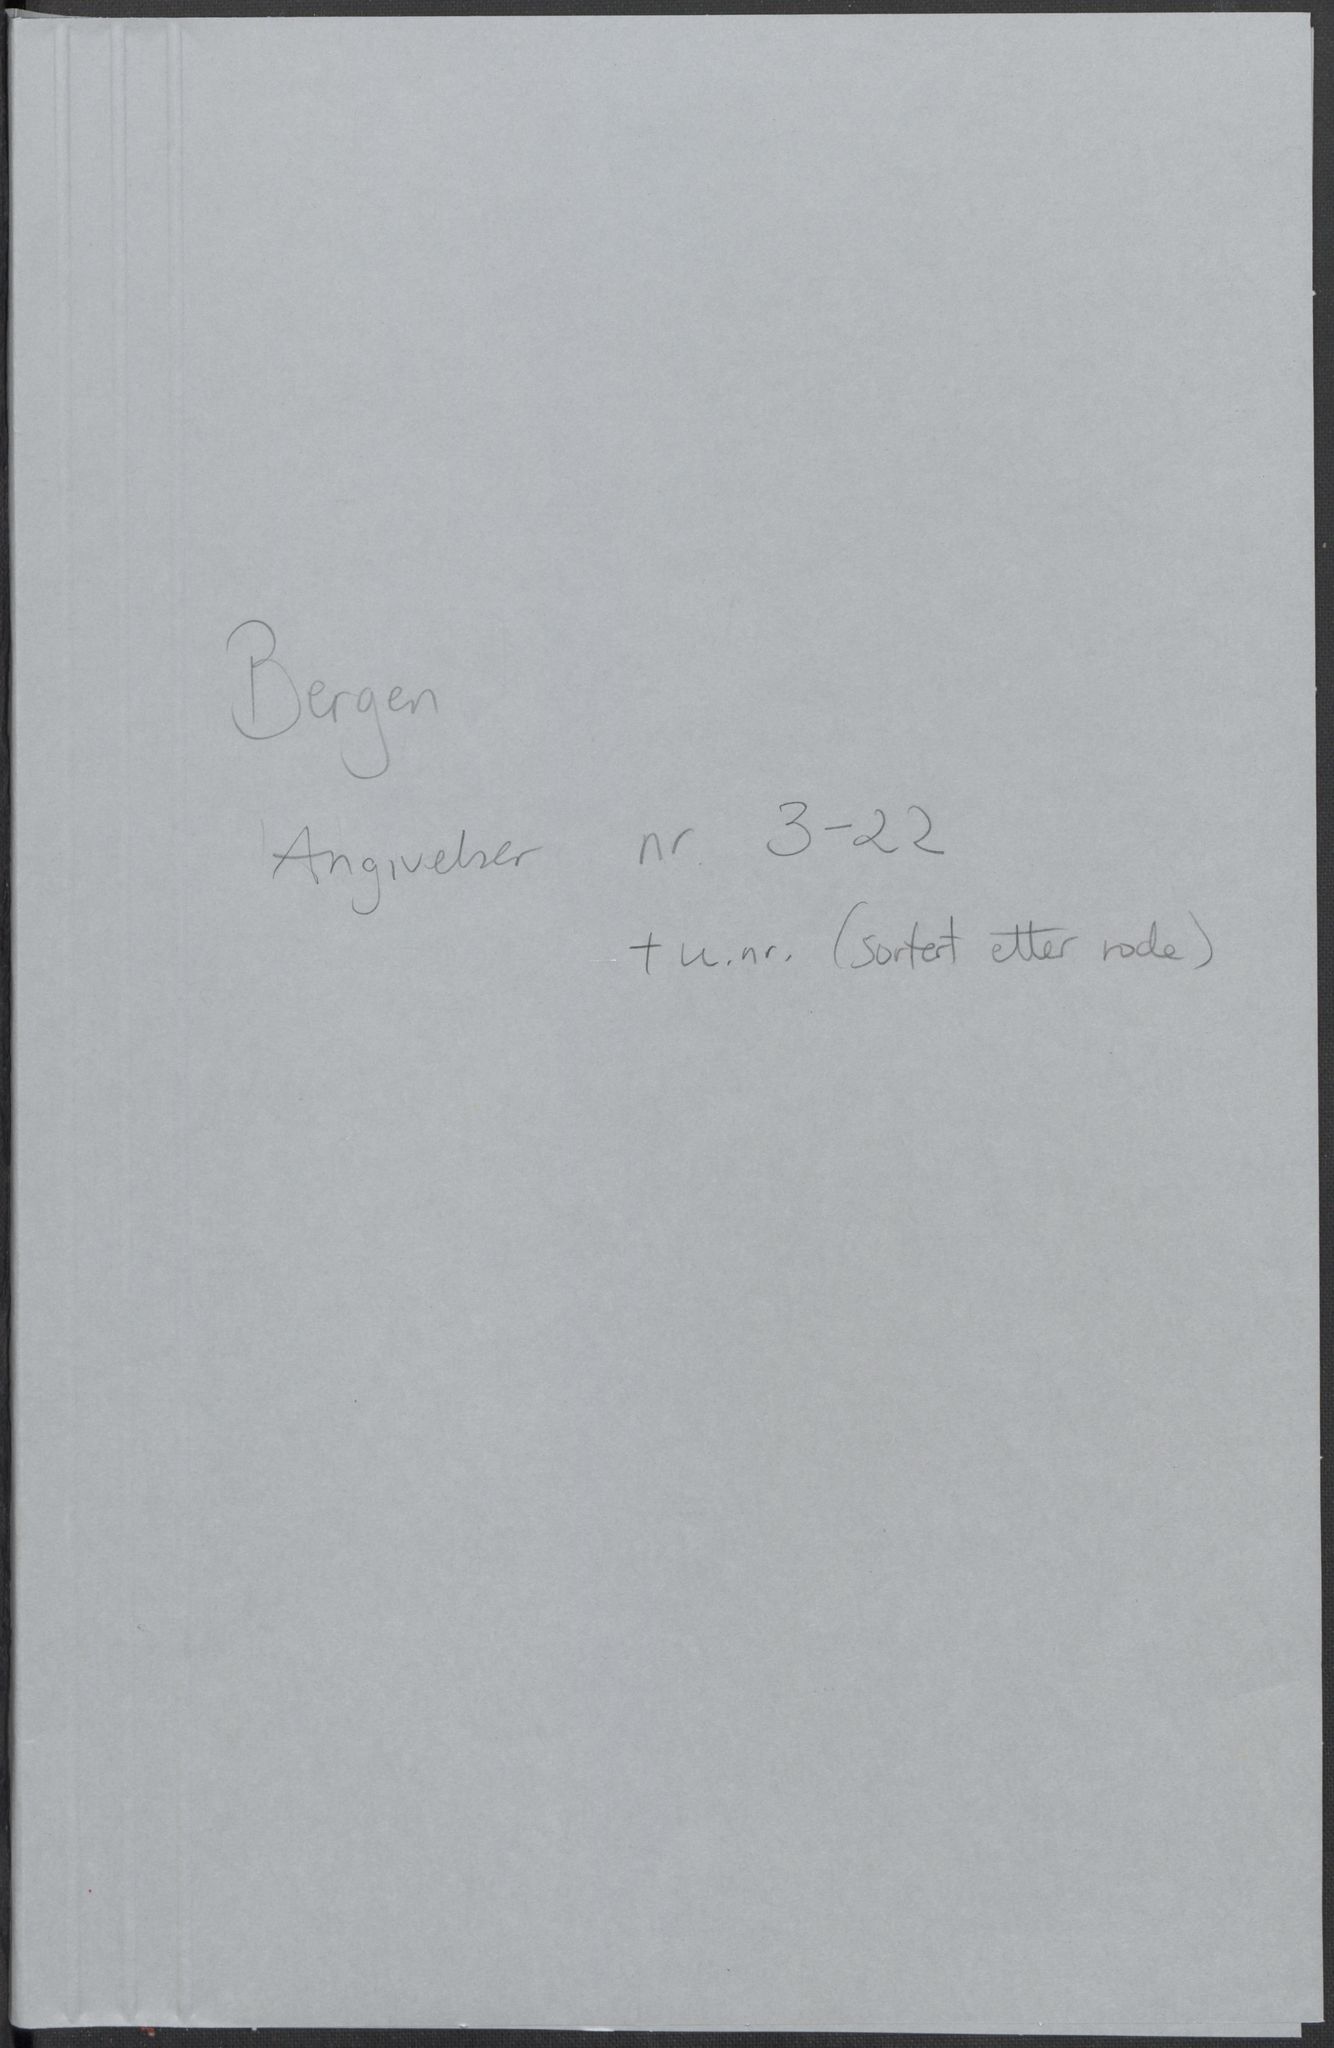 Bergen
Angivelser nr. 3-22
+ u.nr. (sortert etter rode)